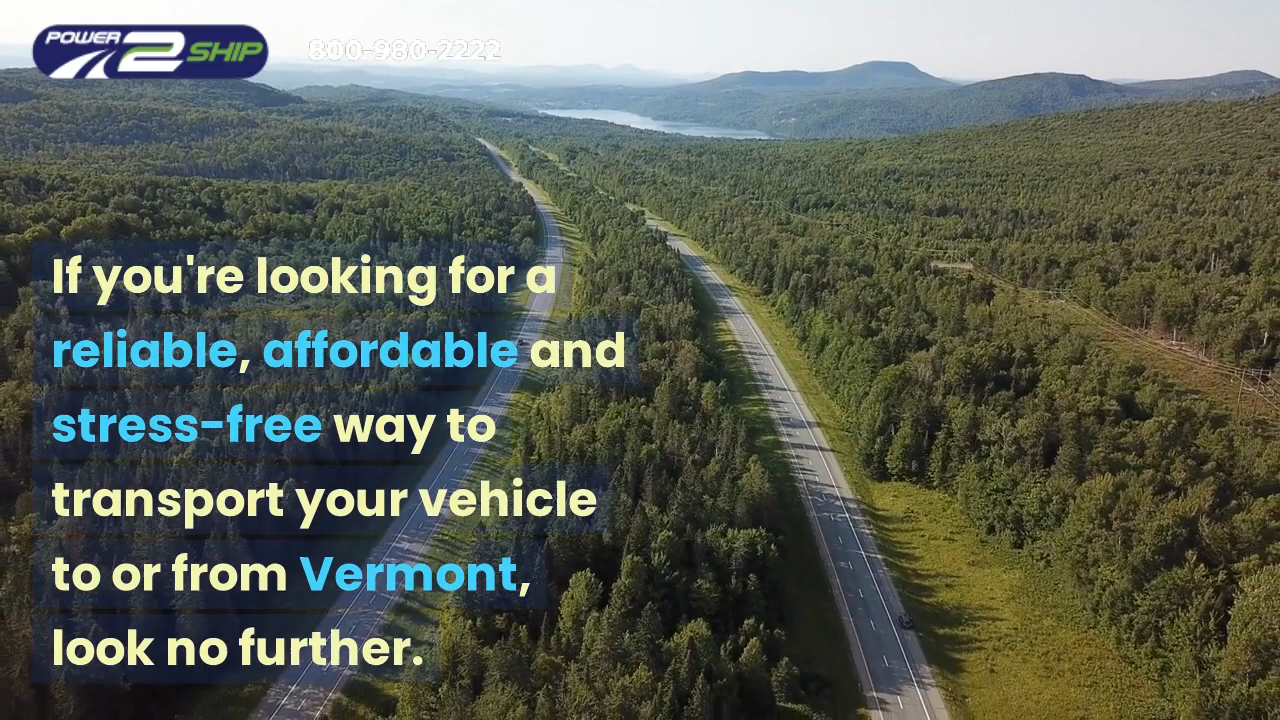 POWER 2 SHIP
800-980-2222
If you're looking for a
reliable, affordable and
stress-free way to
transport your vehicle
to or from Vermont,
look no further.